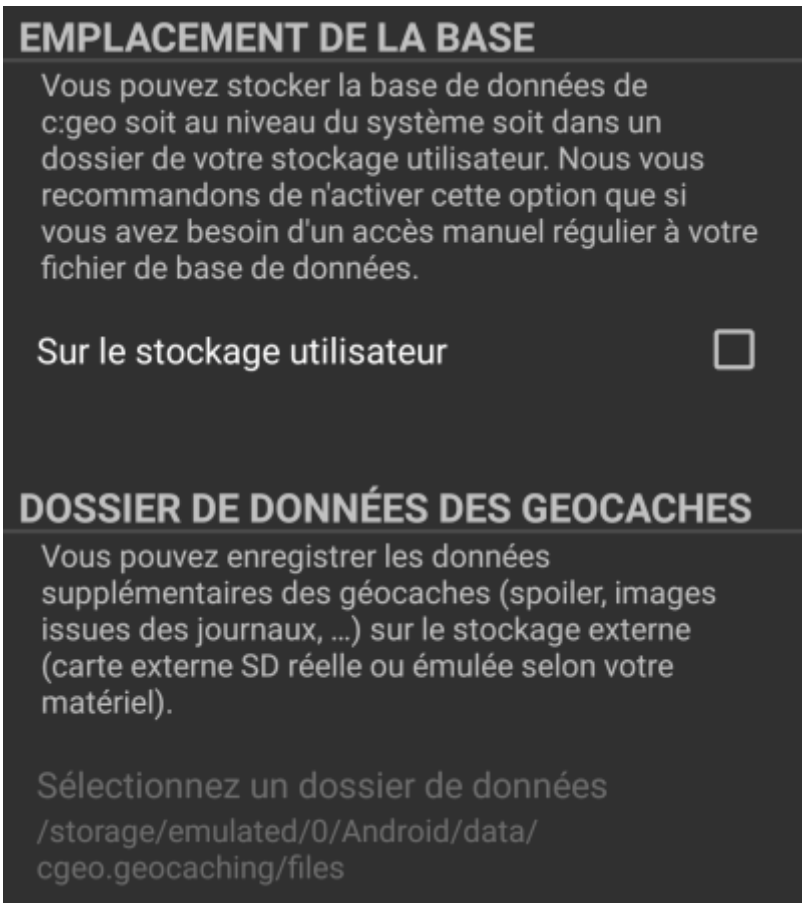 EMPLACEMENT DE LA BASE
Vous pouvez stocker la base de données de
c:geo soit au niveau du système soit dans un
dossier de votre stockage utilisateur. Nous vous
recommandons de n'activer cette option que si
vous avez besoin d'un accès manuel régulier à votre
fichier de base de données.
Sur le stockage utilisateur
DOSSIER DE DONNÉES DES GEOCACHES
Vous pouvez enregistrer les données
supplémentaires des géocaches (spoiler, images
issues des journaux, …) sur le stockage externe
(carte externe SD réelle ou émulée selon votre
matériel).
Sélectionnez un dossier de données
/storage/emulated/0/Android/data/
cgeo.geocaching/files